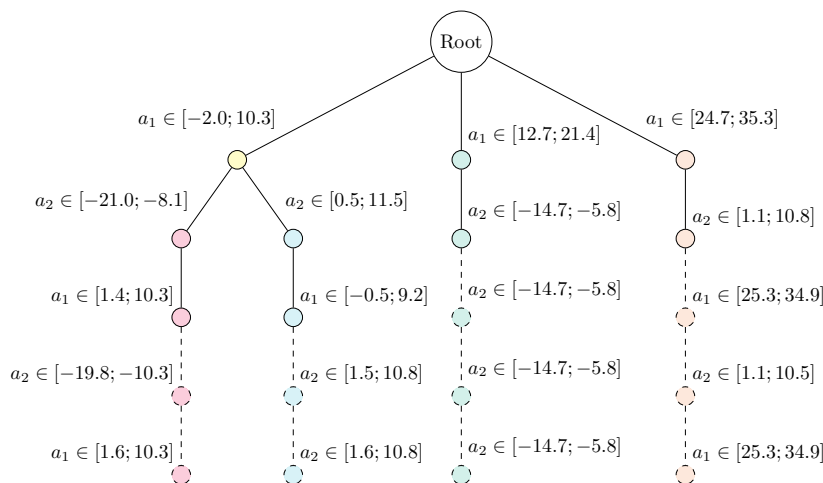 Root
a₁ ∈ [−2.0; 10.3]
a₁ ∈ [12.7; 21.4]
a₁ ∈ [24.7; 35.3]
a₂ ∈ [−21.0; −8.1]
a₂ ∈ [0.5; 11.5]
a₂ ∈ [−14.7; −5.8]
a₂ ∈ [1.1; 10.8]
a₁ ∈ [1.4; 10.3]
a₁ ∈ [−0.5; 9.2]
a₂ ∈ [−14.7; −5.8]
a₁ ∈ [25.3; 34.9]
a₂ ∈ [−19.8; −10.3]
a₂ ∈ [1.5; 10.8]
a₂ ∈ [−14.7; −5.8]
a₂ ∈ [1.1; 10.5]
a₁ ∈ [1.6; 10.3]
a₂ ∈ [1.6; 10.8]
a₂ ∈ [−14.7; −5.8]
a₁ ∈ [25.3; 34.9]